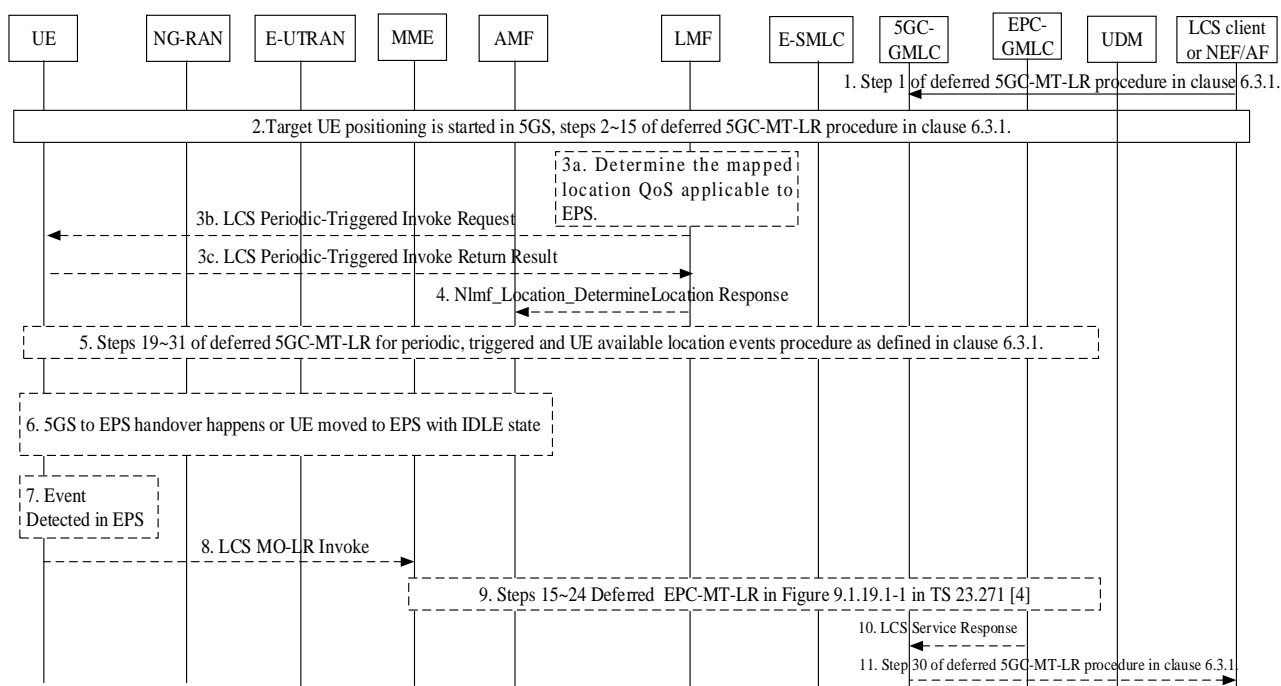 UE
NG-RAN
E-UTRAN
MME
AMF
LMF
E-SMLC
5GC-
GMLC
EPC-
GMLC
UDM
LCS client
or NEF/AF
1. Step 1 of deferred 5GC-MT-LR procedure in clause 6.3.1.
2.Target UE positioning is started in 5GS, steps 2~15 of deferred 5GC-MT-LR procedure in clause 6.3.1.
3a. Determine the mapped
location QoS applicable to
EPS.
3b. LCS Periodic-Triggered Invoke Request
3c. LCS Periodic-Triggered Invoke Return Result
4. Nlmf_Location_DetermineLocation Response
5. Steps 19~31 of deferred 5GC-MT-LR for periodic, triggered and UE available location events procedure as defined in clause 6.3.1.
6. 5GS to EPS handover happens or UE moved to EPS with IDLE state
7. Event
Detected in EPS
8. LCS MO-LR Invoke
9. Steps 15~24 Deferred EPC-MT-LR in Figure 9.1.19.1-1 in TS 23.271 [4]
10. LCS Service Response
11. Step 30 of deferred 5GC-MT-LR procedure in clause 6.3.1.